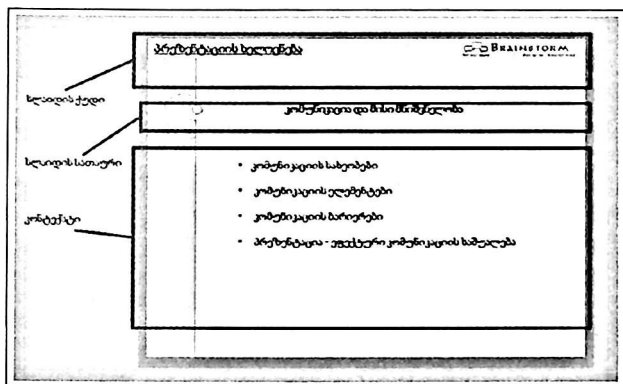 პრეზენტაციის ხელოვნება
BRAINSTORM
სლაიდის ქედი
კომუნიკაცია და მისი მნიშვნელობა
სლაიდის სათაური
• კომუნიკაციის სახეობები
• კომუნიკაციის ელემენტები
• კომუნიკაციის ბარიერები
კონტექსტი
• პრეზენტაცია - ეფექტური კომუნიკაციის საშუალება